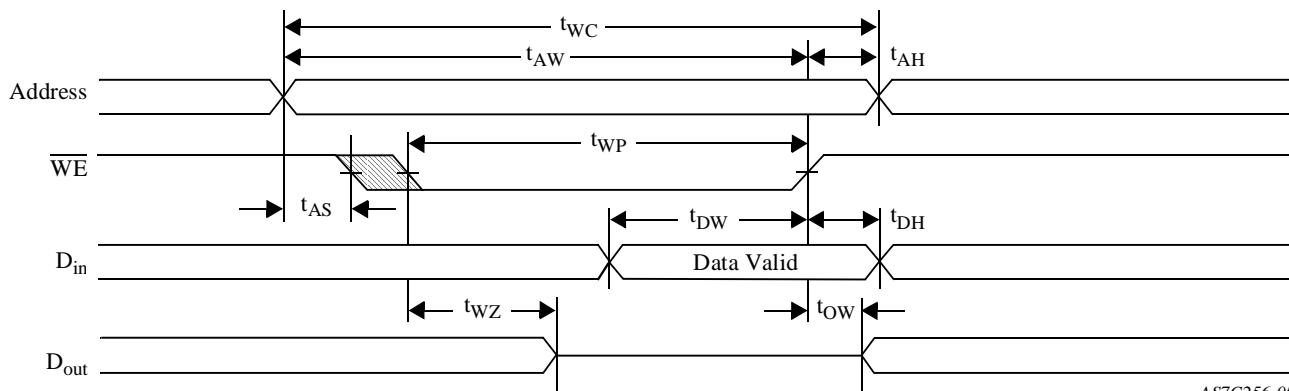 tWC
tAW
tAH
Address
tWP
WE
tAS
tDW
tDH
Din
Data Valid
tWZ
tOW
Dout